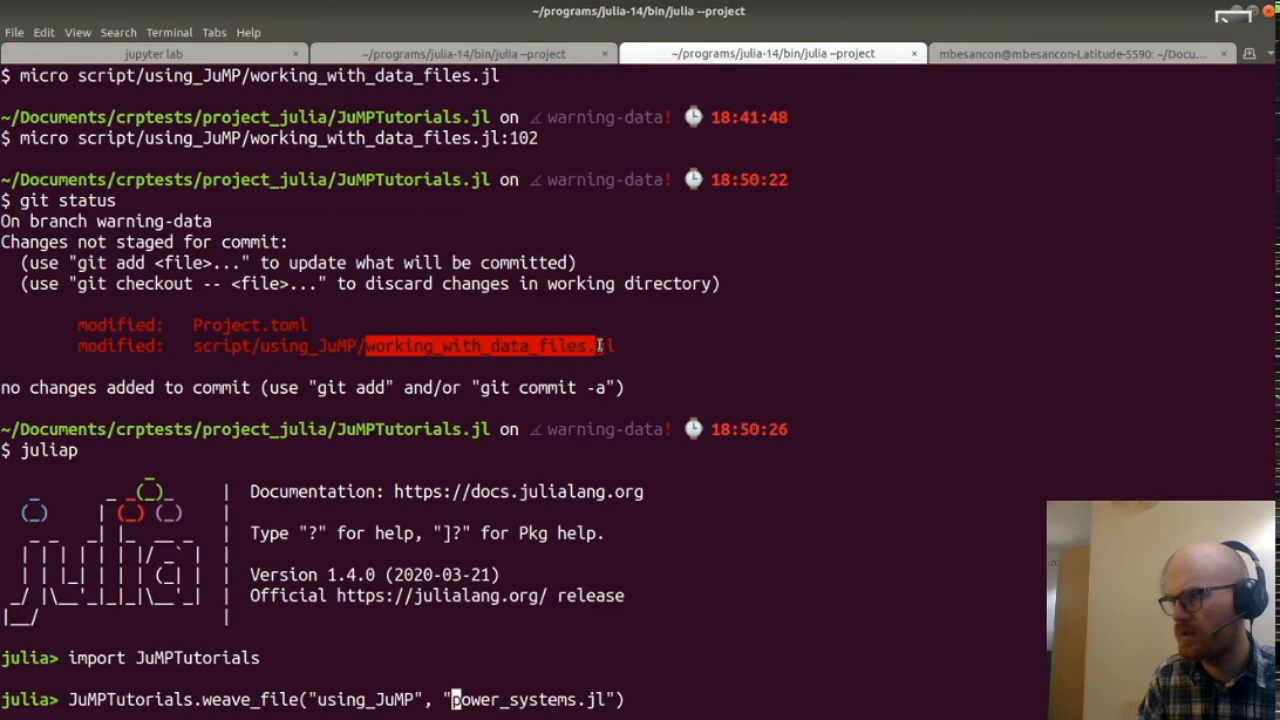 ~/programs/julia-14/bin/julia --project
File Edit View Search Terminal Tabs Help
jupyter lab × ~/programs/julia-14/bin/julia --project × ~/programs/julia-14/bin/julia --project × mbesancon@mbesancon-Latitude-5590: ~/Docu... ×
$ micro script/using_JuMP/working_with_data_files.jl
~/Documents/crptests/project_julia/JuMPTutorials.jl on warning-data! 18:41:48
$ micro script/using_JuMP/working_with_data_files.jl:102
~/Documents/crptests/project_julia/JuMPTutorials.jl on warning-data! 18:50:22
$ git status
On branch warning-data
Changes not staged for commit:
(use "git add <file>..." to update what will be committed)
(use "git checkout -- <file>..." to discard changes in working directory)
modified: Project.toml
modified: script/using_JuMP/working_with_data_files.jl
no changes added to commit (use "git add" and/or "git commit -a")
~/Documents/crptests/project_julia/JuMPTutorials.jl on warning-data! 18:50:26
$ juliap
Documentation: https://docs.julialang.org
Type "?" for help, "]?" for Pkg help.
Version 1.4.0 (2020-03-21)
Official https://julialang.org/ release
julia> import JuMPTutorials
julia> JuMPTutorials.weave_file("using_JuMP", "power_systems.jl")